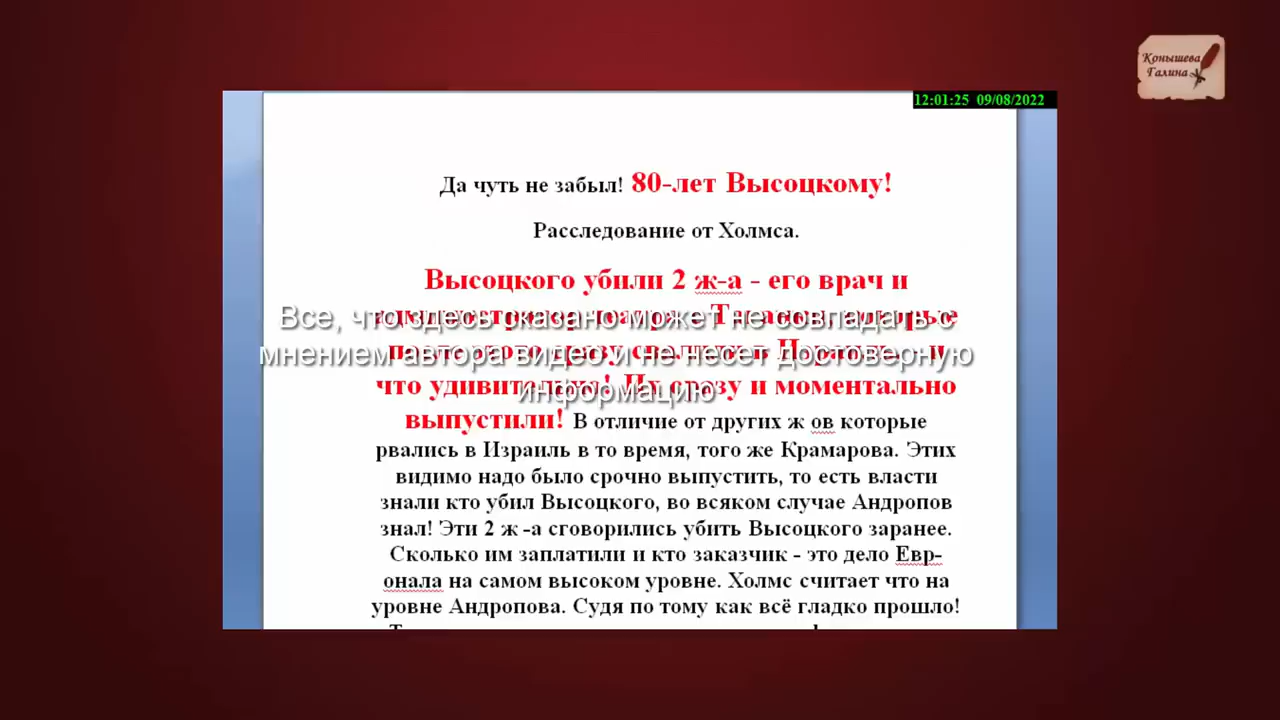 Конышева
Галина
12:01:25 09/08/2022
Да чуть не забыл! 80-лет Высоцкому!
Расследование от Холмса.
Высоцкого убили 2 ж-а - его врач и
Все, что здесь сказано может не совпадать с
мнением автора видео и не несет достоверную
информацию
что удивительно! Их сразу и моментально
выпустили! В отличие от других ж ов которые
рвались в Израиль в то время, того же Крамарова. Этих
видимо надо было срочно выпустить, то есть власти
знали кто убил Высоцкого, во всяком случае Андропов
знал! Эти 2 ж -а сговорились убить Высоцкого заранее.
Сколько им заплатили и кто заказчик - это дело Евр-
онала на самом высоком уровне. Холмс считает что на
уровне Андропова. Судя по тому как всё гладко прошло!